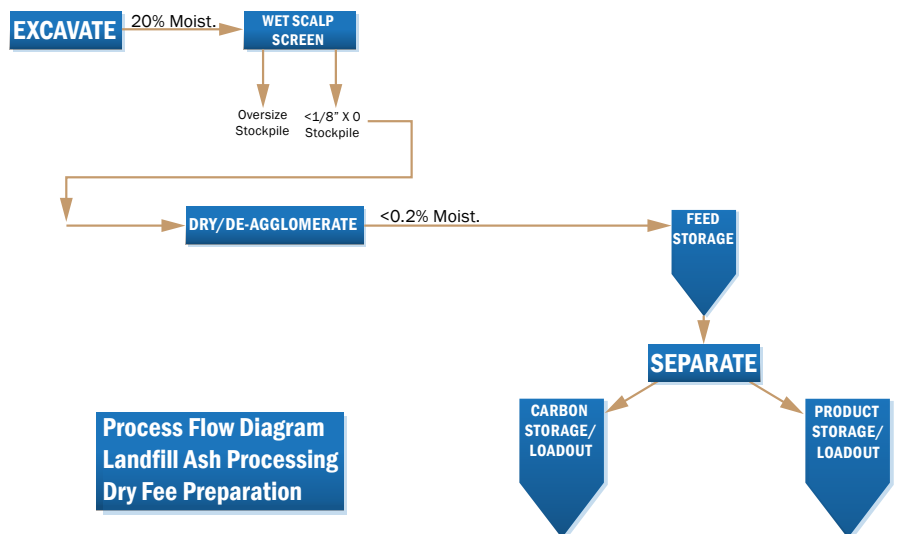 EXCAVATE
20% Moist.
WET SCALP
SCREEN
Oversize
Stockpile
<1/8” X 0
Stockpile
DRY/DE-AGGLOMERATE
<0.2% Moist.
FEED
STORAGE
SEPARATE
CARBON
STORAGE/
LOADOUT
PRODUCT
STORAGE/
LOADOUT
Process Flow Diagram
Landfill Ash Processing
Dry Fee Preparation